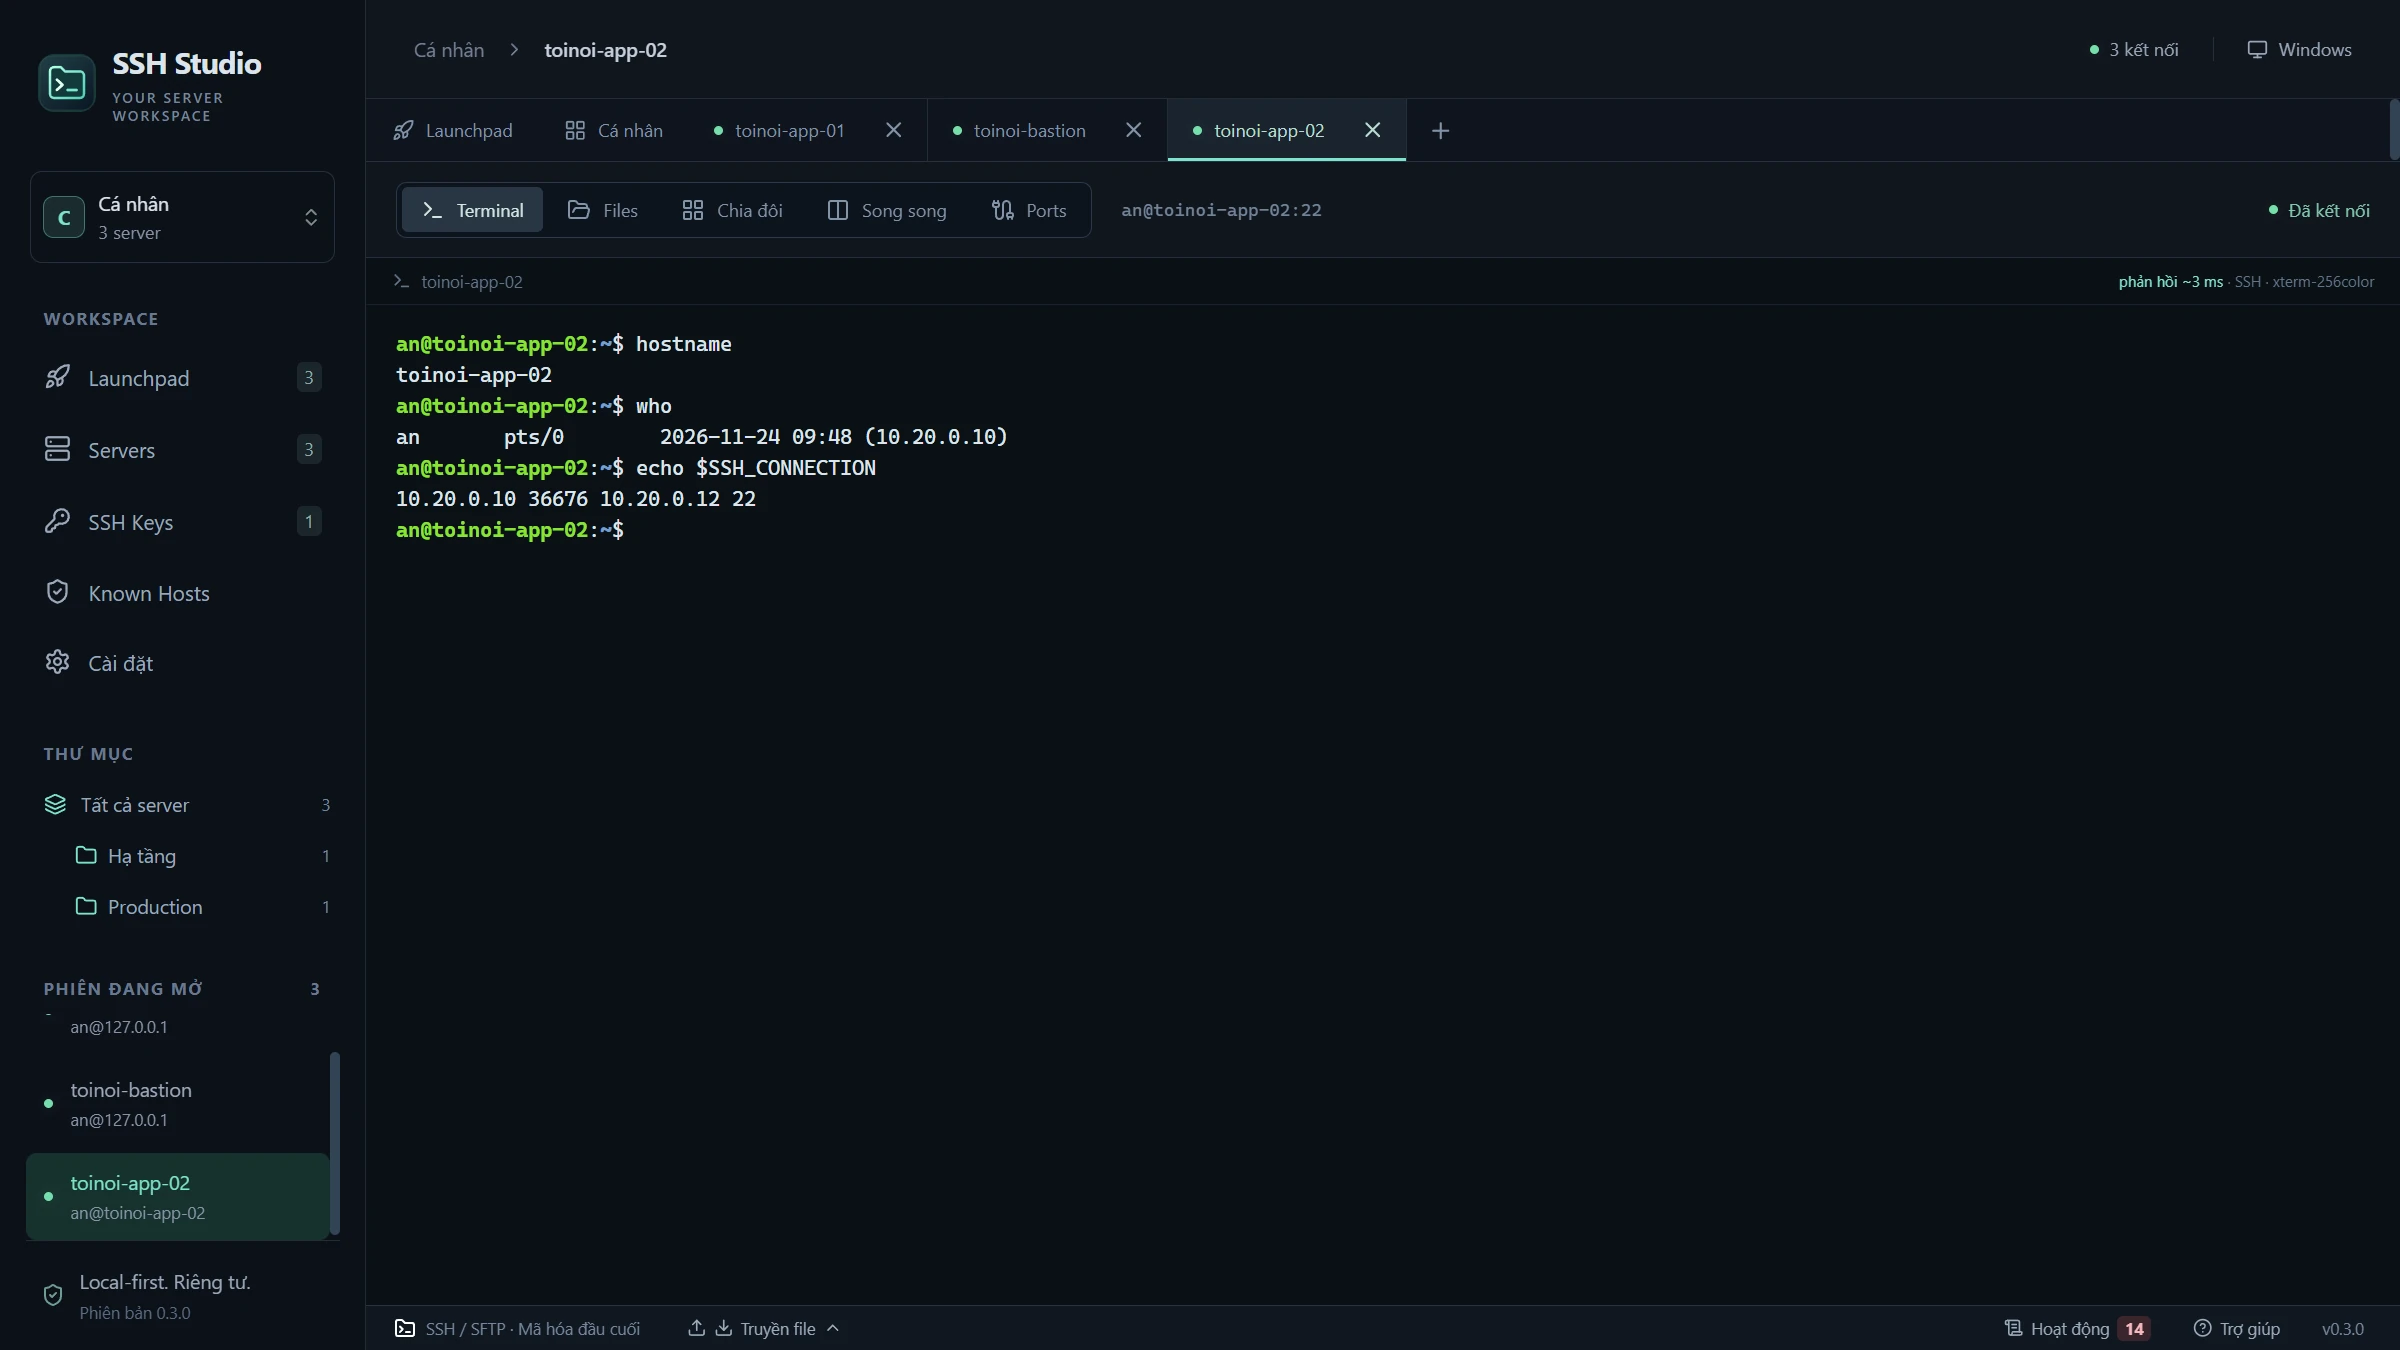 SSH Studio
YOUR SERVER
WORKSPACE
C
Cá nhân
3 server
WORKSPACE
Launchpad 3
Servers 3
SSH Keys 1
Known Hosts
Cài đặt
THƯ MỤC
Tất cả server 3
Hạ tầng 1
Production 1
PHIÊN ĐANG MỞ 3
an@127.0.0.1
toinoi-bastion
an@127.0.0.1
toinoi-app-02
an@toinoi-app-02
Local-first. Riêng tư.
Phiên bản 0.3.0
Cá nhân > toinoi-app-02
3 kết nối
Windows
Launchpad
Cá nhân
toinoi-app-01
toinoi-bastion
toinoi-app-02
Terminal
Files
Chia đôi
Song song
Ports
an@toinoi-app-02:22
Đã kết nối
toinoi-app-02
phản hồi ~3 ms · SSH · xterm-256color
an@toinoi-app-02:~$ hostname
toinoi-app-02
an@toinoi-app-02:~$ who
an       pts/0        2026-11-24 09:48 (10.20.0.10)
an@toinoi-app-02:~$ echo $SSH_CONNECTION
10.20.0.10 36676 10.20.0.12 22
an@toinoi-app-02:~$
SSH / SFTP · Mã hóa đầu cuối
Truyền file
Hoạt động 14
Trợ giúp
v0.3.0